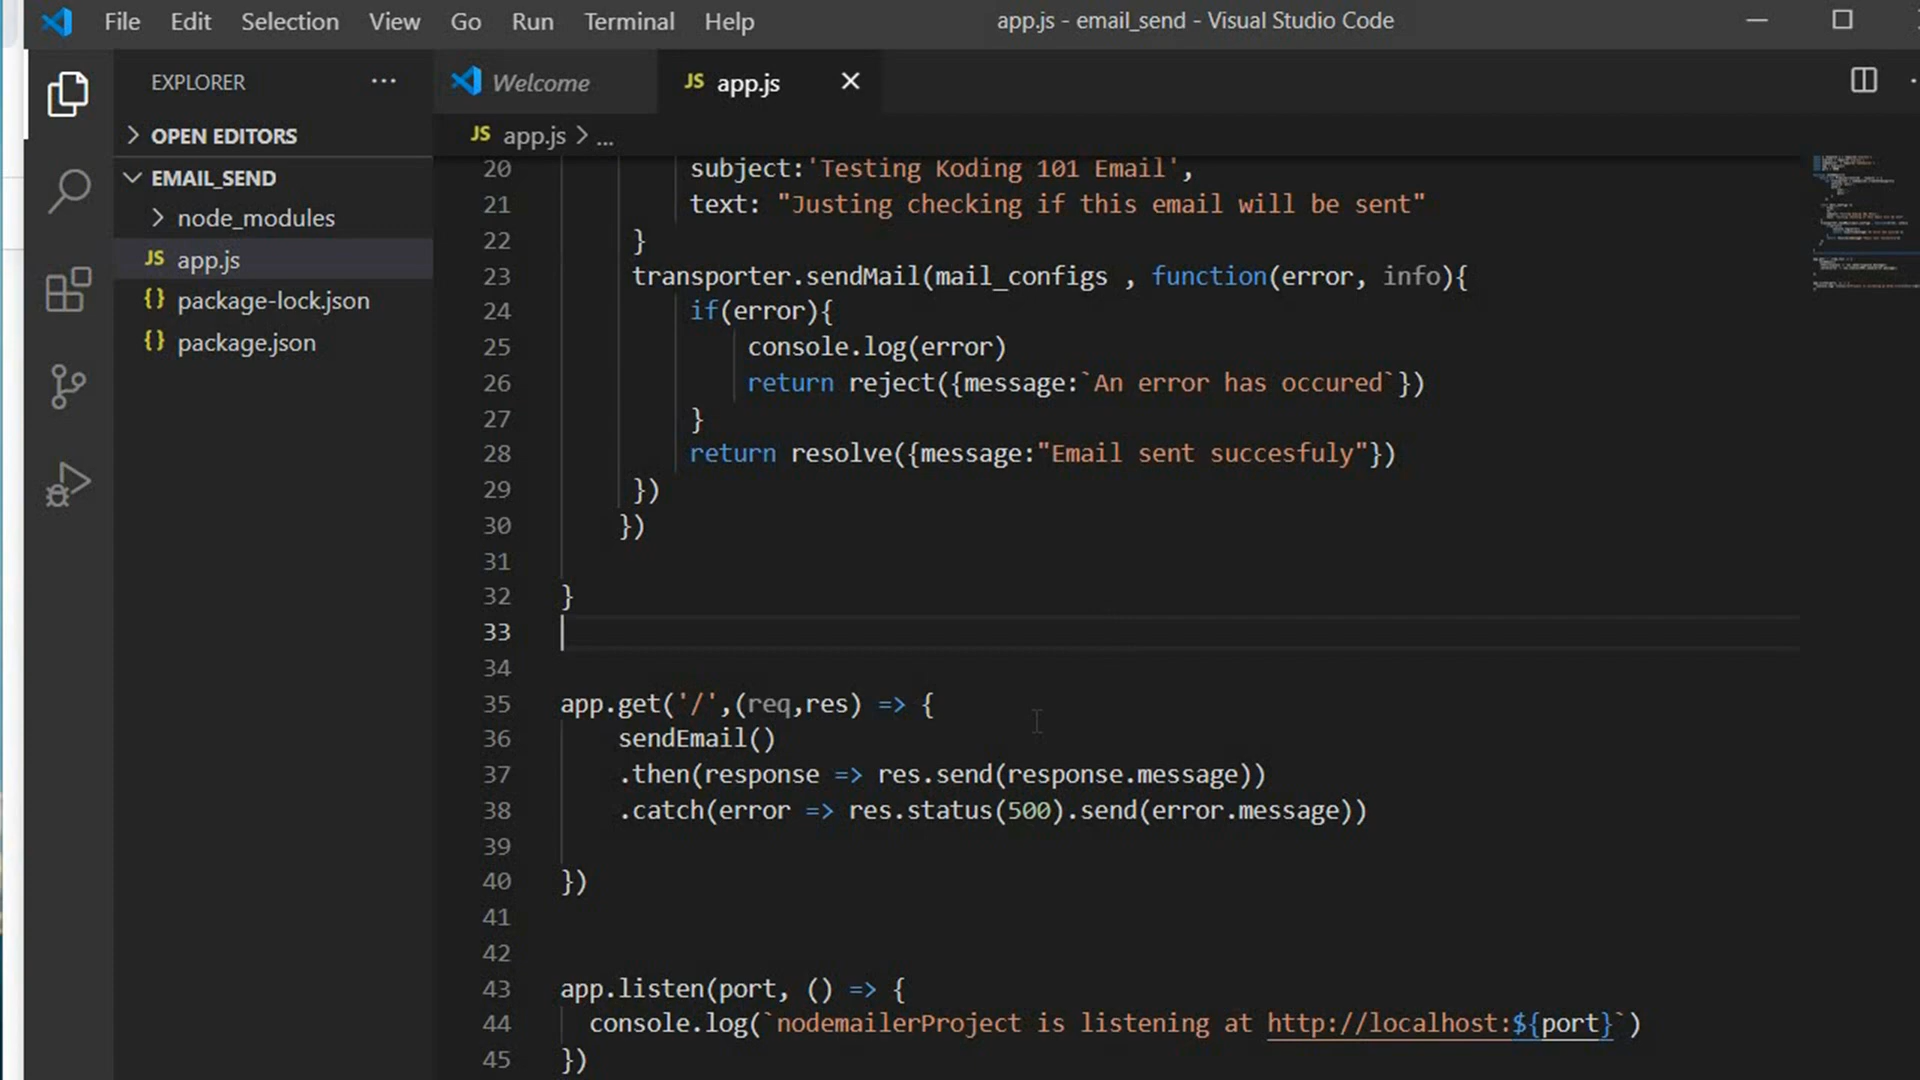 File Edit Selection View Go Run Terminal Help app.js - email_send - Visual Studio Code
EXPLORER ...
Welcome
JS app.js
OPEN EDITORS
JS app.js > ...
EMAIL_SEND
node_modules
JS app.js
{} package-lock.json
{} package.json
20 subject:'Testing Koding 101 Email',
21 text: "Justing checking if this email will be sent"
22 }
23 transporter.sendMail(mail_configs , function(error, info){
24 if(error){
25 console.log(error)
26 return reject({message:`An error has occured`})
27 }
28 return resolve({message:"Email sent succesfuly"})
29 })
30 })
31
32 }
33
34
35 app.get('/',(req,res) => {
36 sendEmail()
37 .then(response => res.send(response.message))
38 .catch(error => res.status(500).send(error.message))
39
40 })
41
42
43 app.listen(port, () => {
44 console.log(`nodemailerProject is listening at http://localhost:${port}`)
45 })